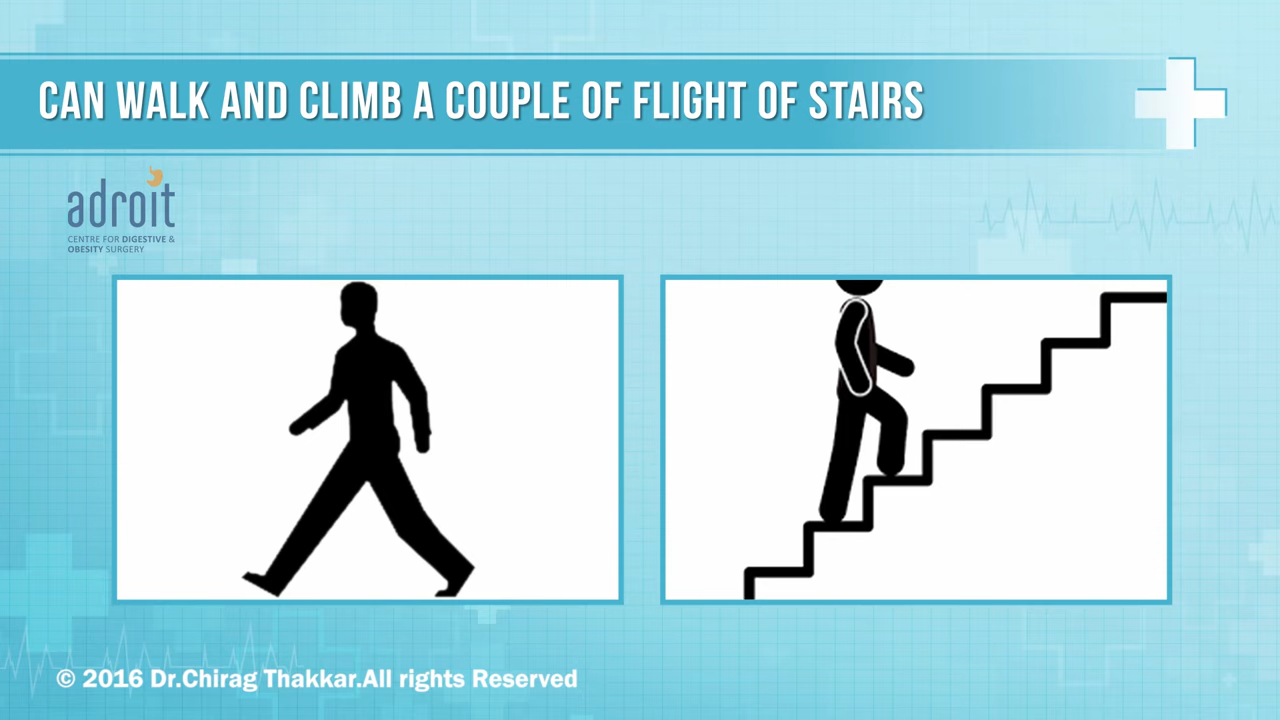 CAN WALK AND CLIMB A COUPLE OF FLIGHT OF STAIRS
adroit
CENTRE FOR DIGESTIVE &
OBESITY SURGERY
© 2016 Dr.Chirag Thakkar.All rights Reserved